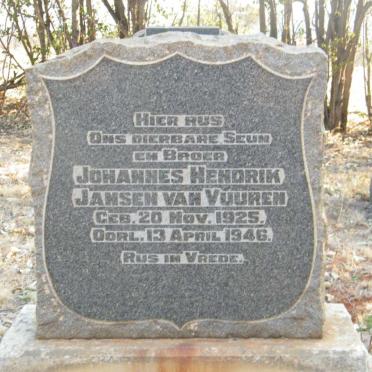 Hier rus
Ons dierbare Seun
en Broer
Johannes Hendrik
Jansen van Vuuren
Geb. 20 Nov. 1925.
Oorl. 13 April 1946.
Rus in Vrede.